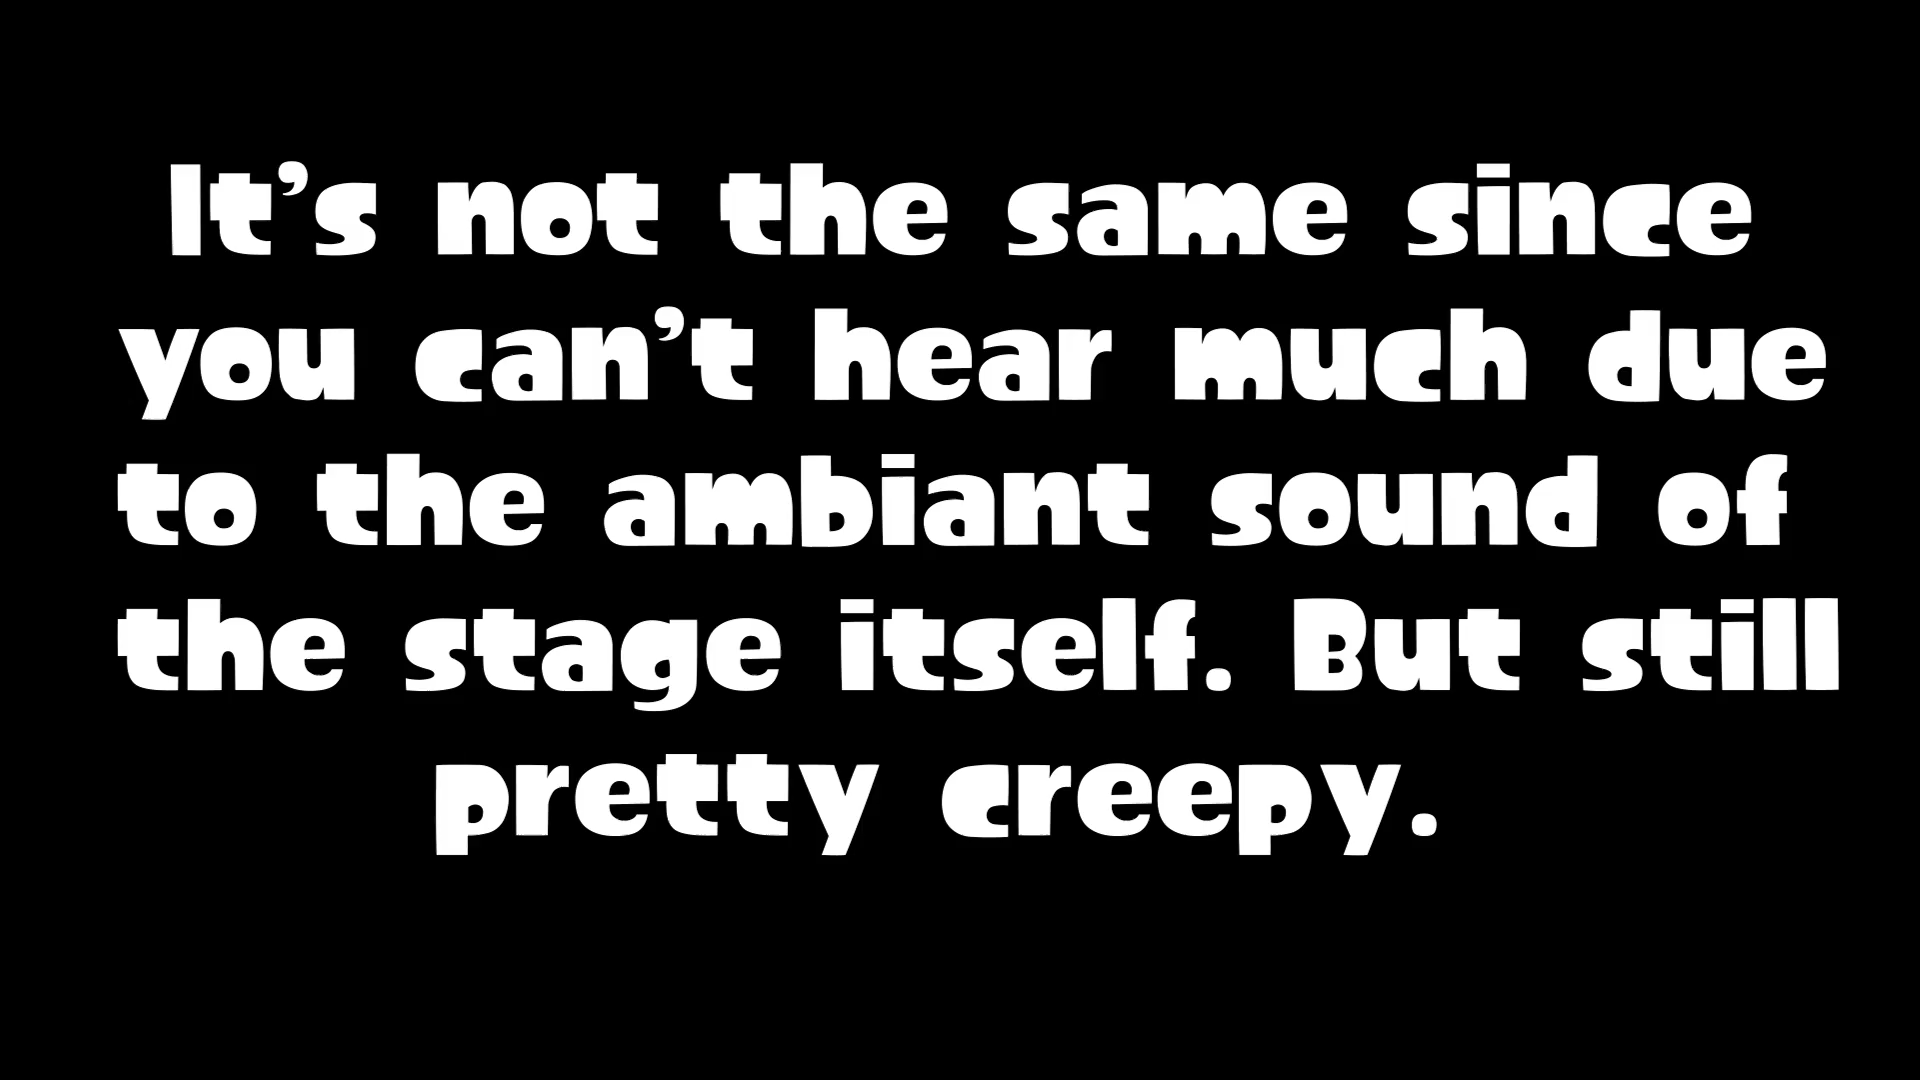 It’s not the same since
you can’t hear much due
to the ambiant sound of
the stage itself. But still
pretty creepy.